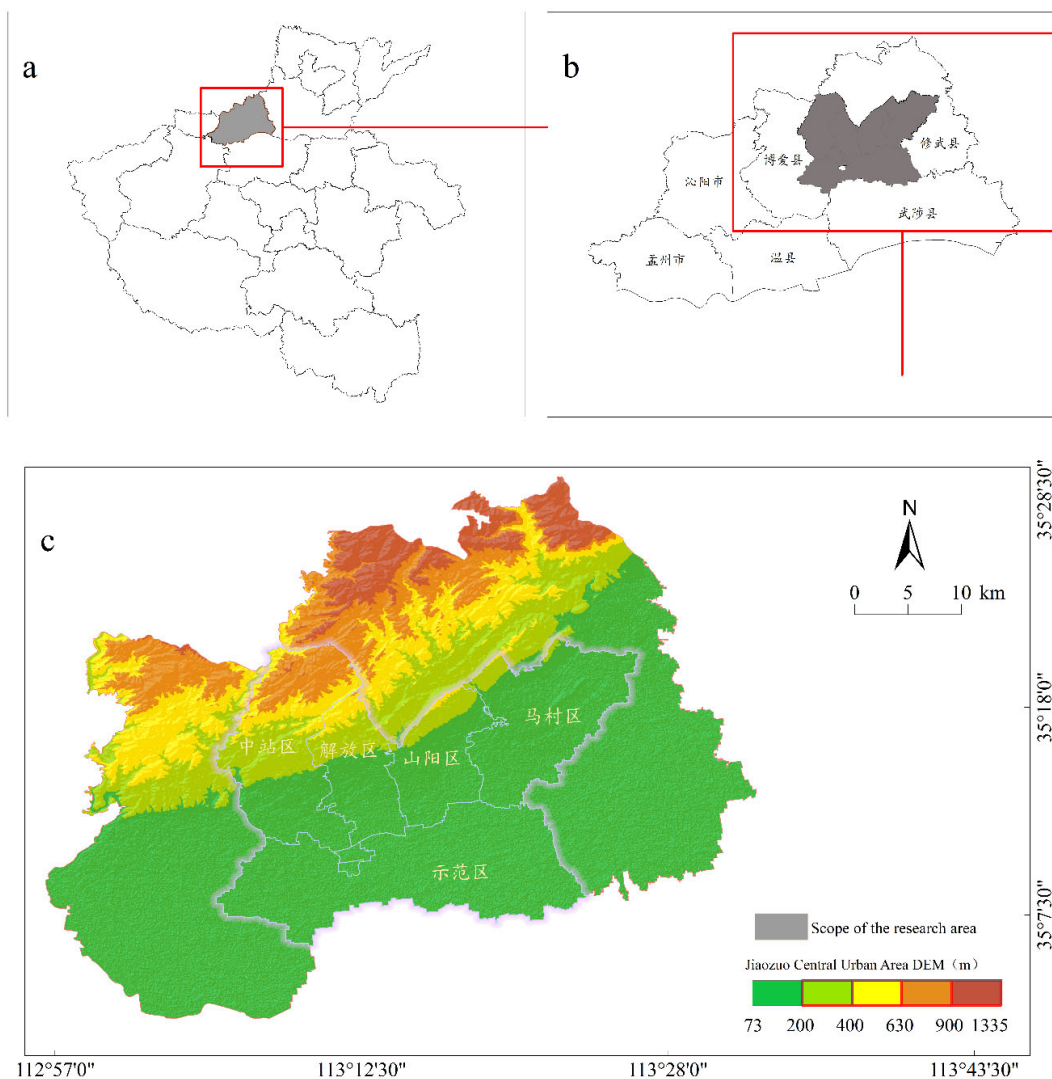 a
b
修武县
博爱县
沁阳市
武陟县
孟州市
温县
c
N
0 5 10 km
马村区
中站区
解放区
山阳区
示范区
35°28'30"
35°18'0"
35°7'30"
Scope of the research area
Jiaozuo Central Urban Area DEM（m）
73 200 400 630 900 1335
112°57'0" 113°12'30" 113°28'0" 113°43'30"